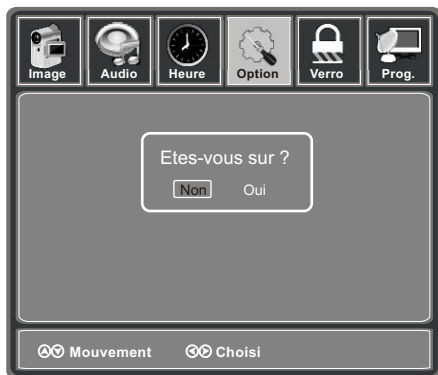 Image Audio Heure Option Verro Prog.
Etes-vous sur ?
Non Oui
Mouvement Choisi